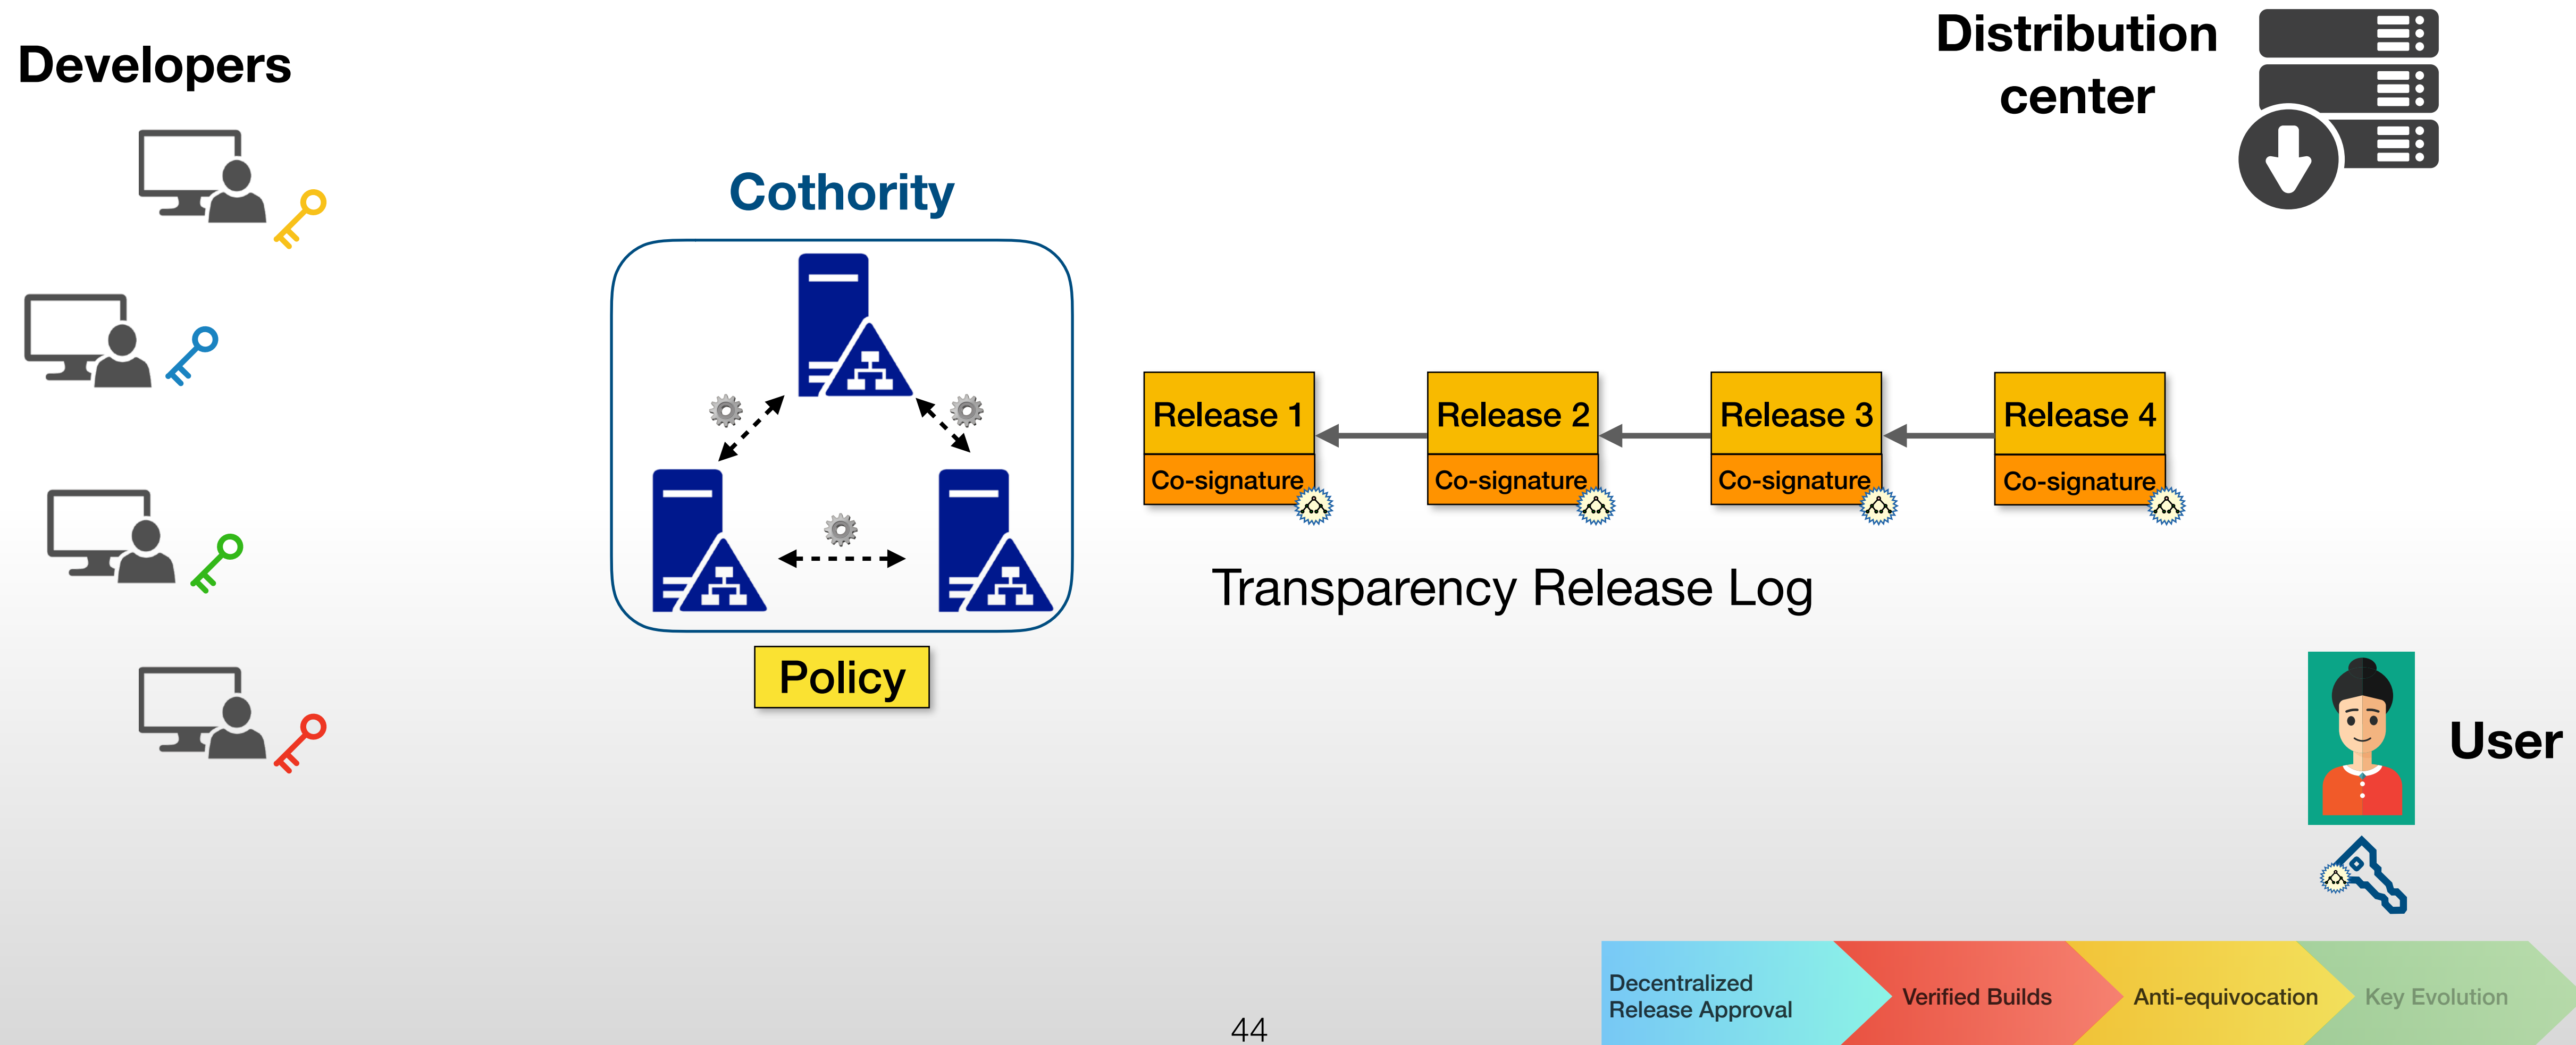 Developers
Distribution
center
Cothority
Release 1
Co-signature
Release 2
Co-signature
Release 3
Co-signature
Release 4
Co-signature
Transparency Release Log
Policy
User
Decentralized
Release Approval
Verified Builds
Anti-equivocation
Key Evolution
44